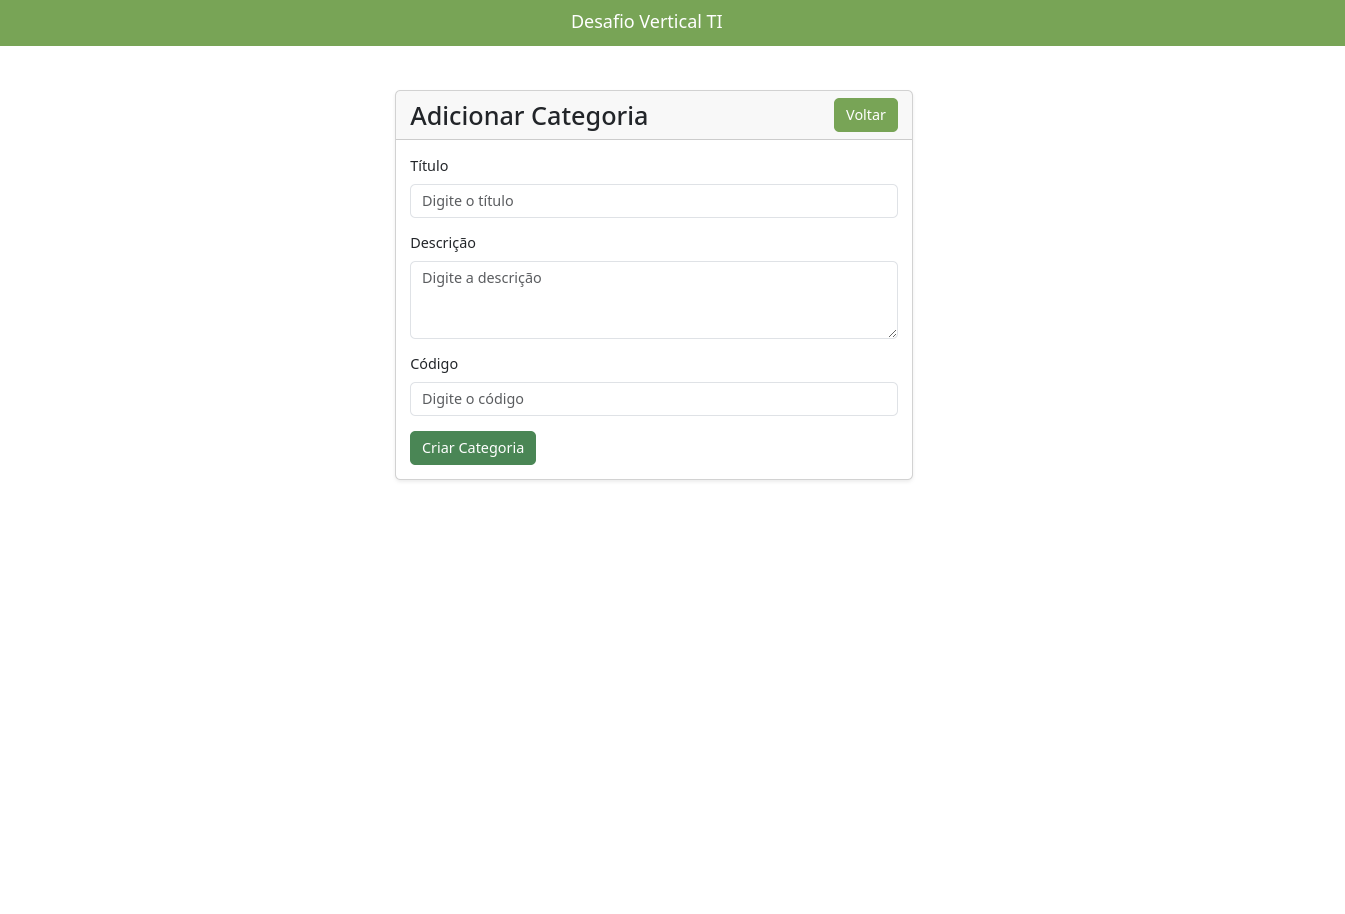 Desafio Vertical TI
Adicionar Categoria
Voltar
Título
Digite o título
Descrição
Digite a descrição
Código
Digite o código
Criar Categoria